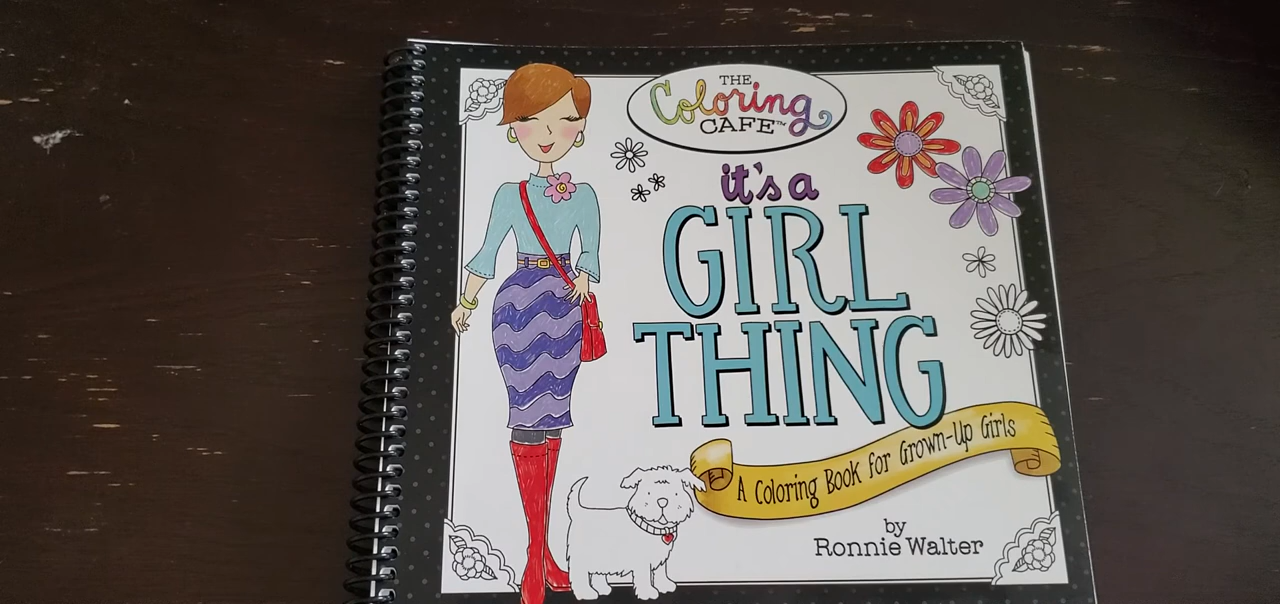 THE
Coloring
CAFE™
it's a
GIRL
THING
A Coloring Book for Grown-Up Girls
by
Ronnie Walter